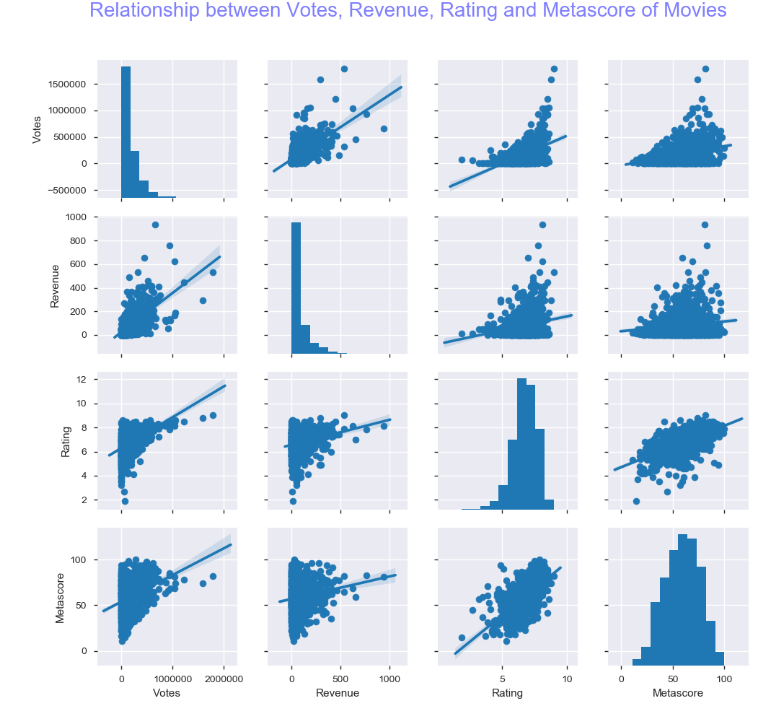 Relationship between Votes, Revenue, Rating and Metascore of Movies
1500000
1000000
500000
0
−500000
Votes
1000
800
600
400
200
0
Revenue
12
10
8
6
4
2
Rating
100
50
0
Metascore
0 1000000 2000000
Votes
0 500 1000
Revenue
5 10
Rating
0 50 100
Metascore